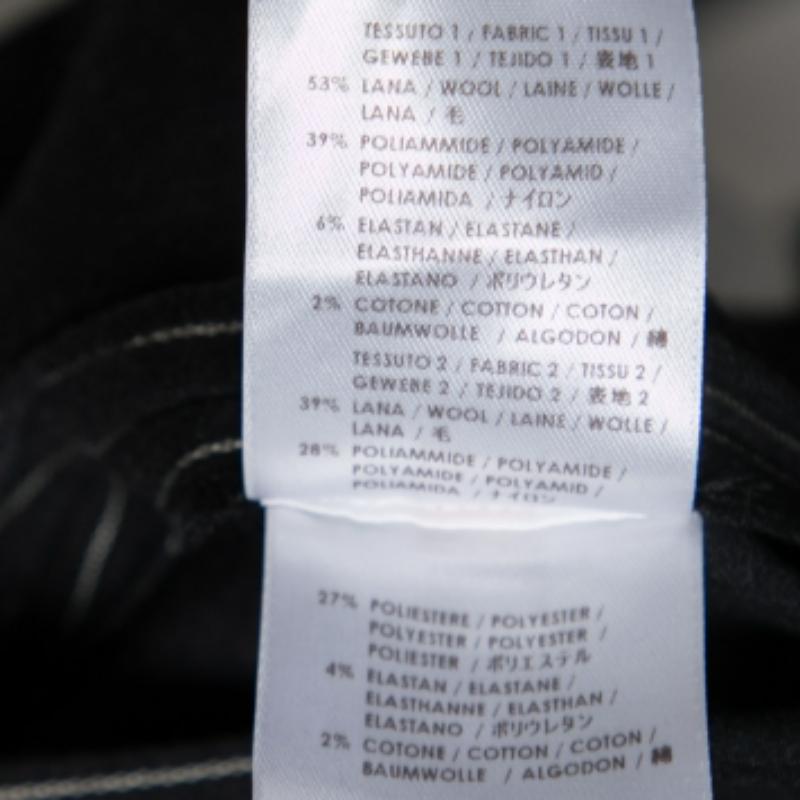 TESSUTO 1 / FABRIC 1 / TISSU 1 /
GEWEBE 1 / TEJIDO 1 / 表地 1
53% LANA / WOOL / LAINE / WOLLE /
LANA / 毛
39% POLIAMMIDE / POLYAMIDE /
POLYAMIDE / POLYAMID /
POLIAMIDA / ナイロン
6% ELASTAN / ELASTANE /
ELASTHANNE / ELASTHAN /
ELASTANO / ポリウレタン
2% COTONE / COTTON / COTON /
BAUMWOLLE / ALGODON / 綿
TESSUTO 2 / FABRIC 2 / TISSU 2 /
GEWEBE 2 / TEJIDO 2 / 表地 2
39% LANA / WOOL / LAINE / WOLLE /
LANA / 毛
28% POLIAMMIDE / POLYAMIDE /
POLYAMIDE / POLYAMID /
POLIAMIDA / ナイロン
27% POLIESTERE / POLYESTER /
POLYESTER / POLYESTER /
POLIESTER / ポリエステル
4% ELASTAN / ELASTANE /
ELASTHANNE / ELASTHAN /
ELASTANO / ポリウレタン
2% COTONE / COTTON / COTON /
BAUMWOLLE / ALGODON / 綿